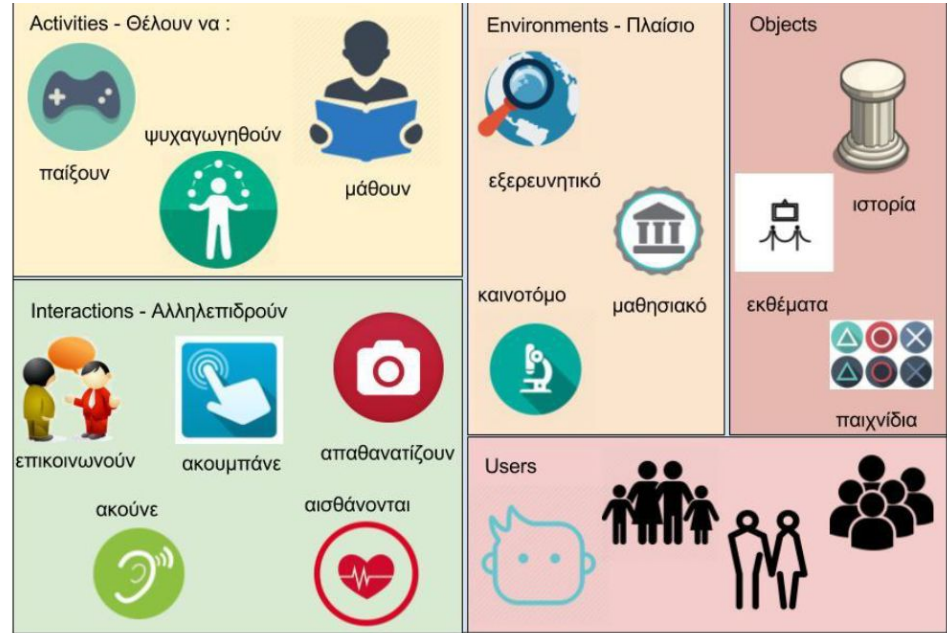 Activities - Θέλουν να :
παίξουν
ψυχαγωγηθούν
μάθουν
Interactions - Αλληλεπιδρούν
επικοινωνούν
ακουμπάνε
απαθανατίζουν
ακούνε
αισθάνονται
Environments - Πλαίσιο
εξερευνητικό
μαθησιακό
καινοτόμο
Objects
ιστορία
εκθέματα
παιχνίδια
Users